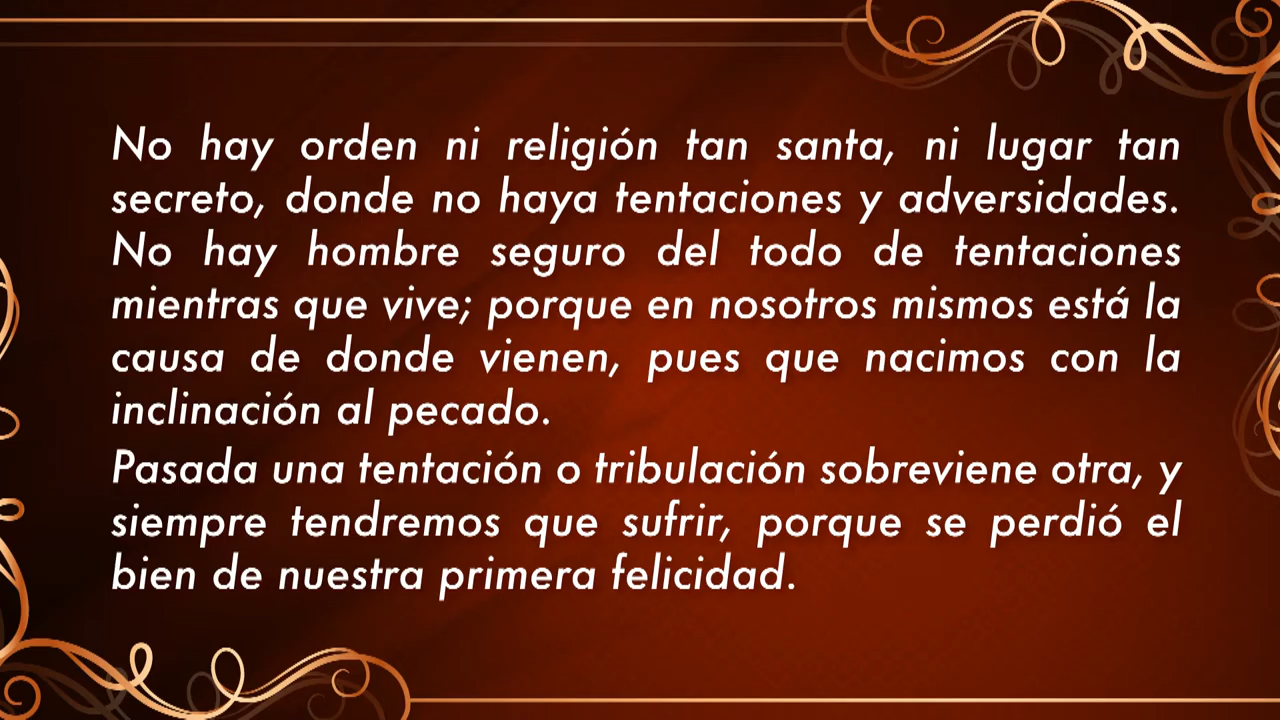 No hay orden ni religión tan santa, ni lugar tan
secreto, donde no haya tentaciones y adversidades.
No hay hombre seguro del todo de tentaciones
mientras que vive; porque en nosotros mismos está la
causa de donde vienen, pues que nacimos con la
inclinación al pecado.
Pasada una tentación o tribulación sobreviene otra, y
siempre tendremos que sufrir, porque se perdió el
bien de nuestra primera felicidad.